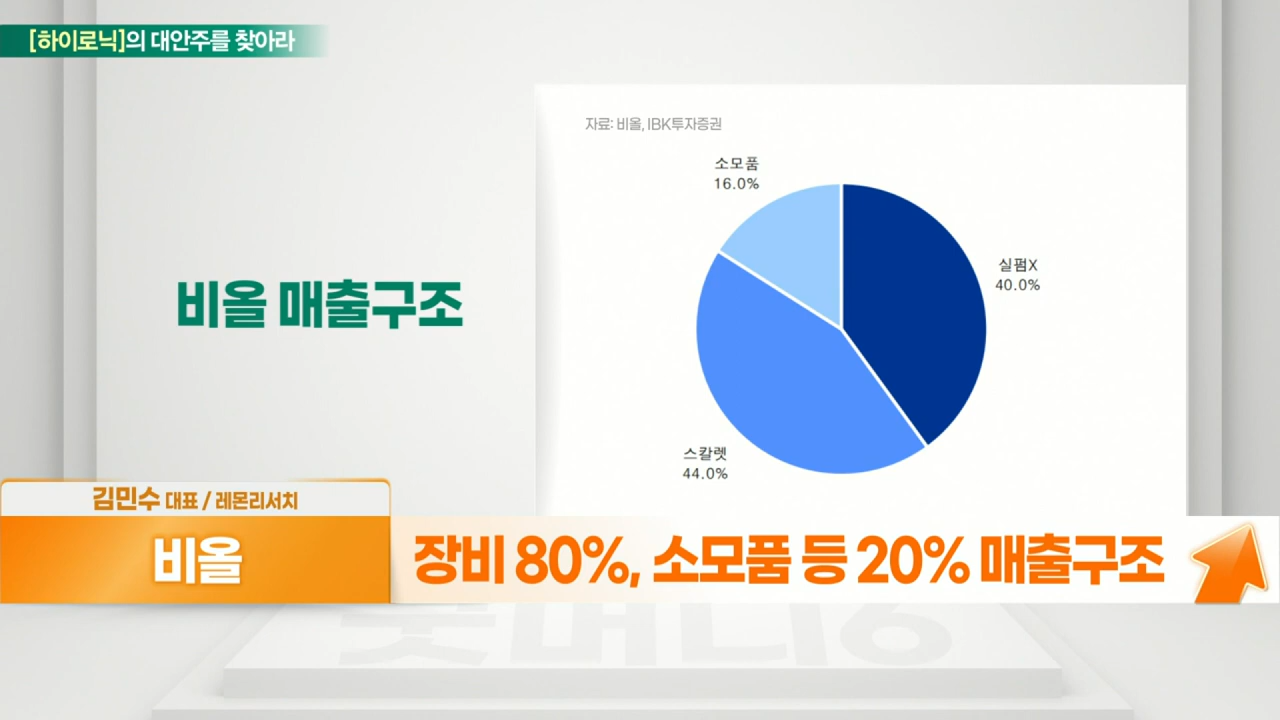 [하이로닉]의 대안주를 찾아라
자료: 비올, IBK투자증권
소모품
16.0%
실펌X
40.0%
비올 매출구조
스칼렛
44.0%
김민수 대표 / 레몬리서치
비올
장비 80%, 소모품 등 20% 매출구조
머니6